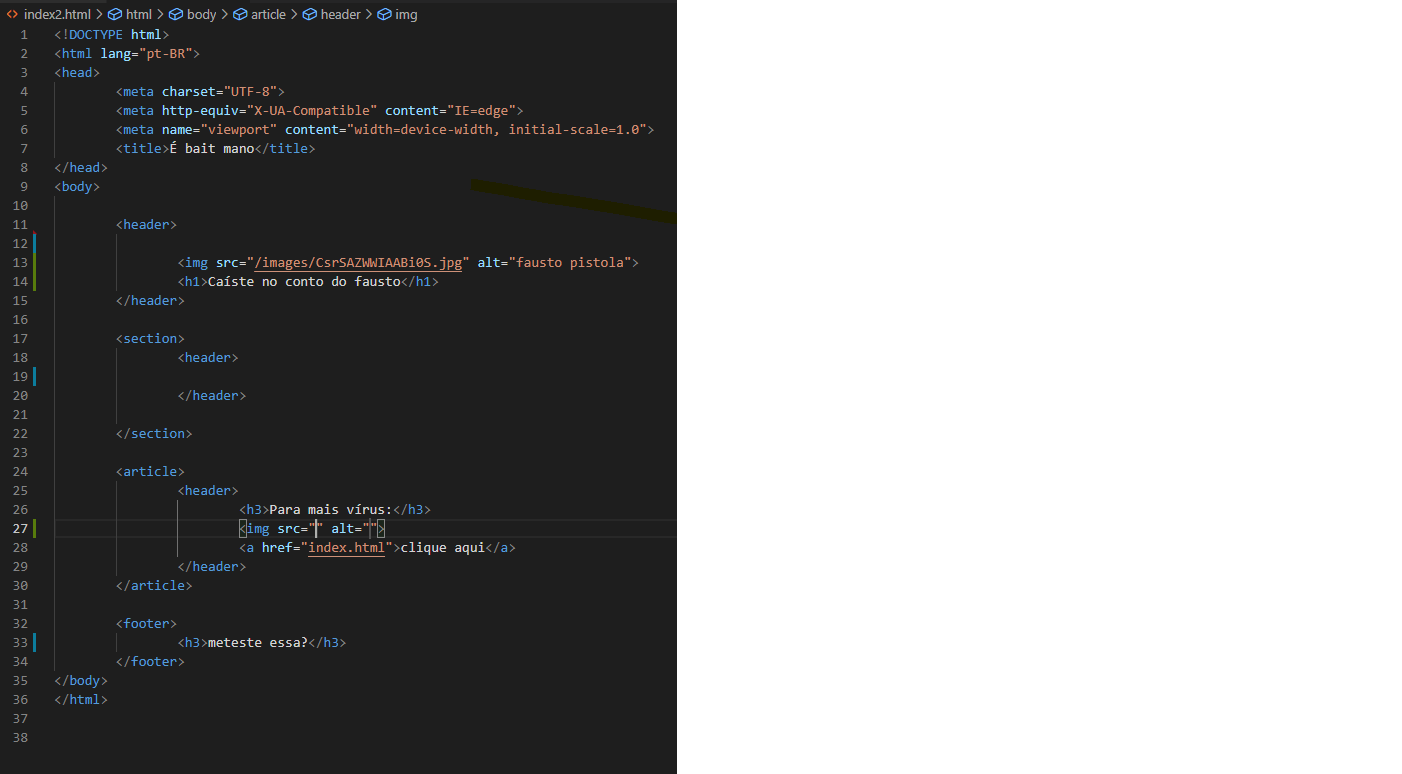 index2.html > html > body > article > header > img
1 <!DOCTYPE html>
2 <html lang="pt-BR">
3 <head>
4 <meta charset="UTF-8">
5 <meta http-equiv="X-UA-Compatible" content="IE=edge">
6 <meta name="viewport" content="width=device-width, initial-scale=1.0">
7 <title>É bait mano</title>
8 </head>
9 <body>
10
11 <header>
12
13 <img src="/images/CsrSAZWWIAABi0S.jpg" alt="fausto pistola">
14 <h1>Caíste no conto do fausto</h1>
15 </header>
16
17 <section>
18 <header>
19
20 </header>
21
22 </section>
23
24 <article>
25 <header>
26 <h3>Para mais vírus:</h3>
27 <img src="" alt="">
28 <a href="index.html">clique aqui</a>
29 </header>
30 </article>
31
32 <footer>
33 <h3>meteste essa?</h3>
34 </footer>
35 </body>
36 </html>
37
38